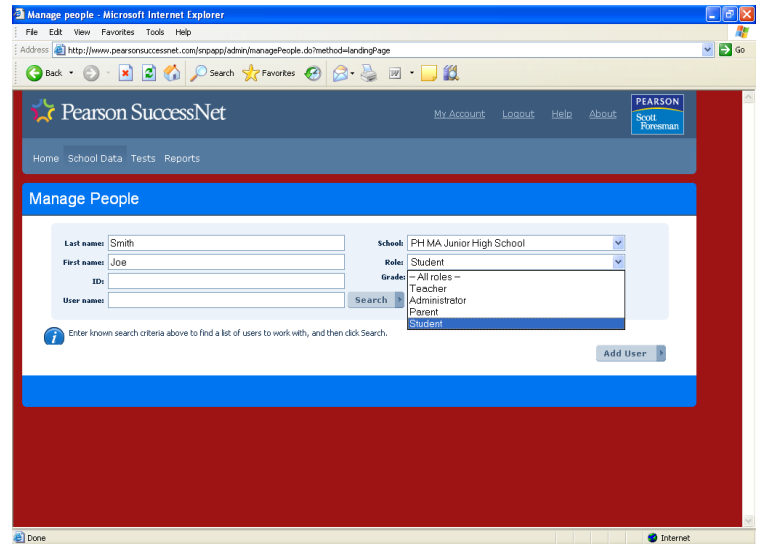 Manage people - Microsoft Internet Explorer
File Edit View Favorites Tools Help
Address http://www.pearsonsuccessnet.com/snpapp/admin/managePeople.do?method=landingPage Go
Back Search Favorites
Pearson SuccessNet
My Account Logout Help About
PEARSON
Scott
Foresman
Home School Data Tests Reports
Manage People
Last name: Smith School: PH MA Junior High School
First name: Joe Role: Student
ID: Grade: – All roles –
Teacher
User name: Search Administrator
Parent
Student
Enter known search criteria above to find a list of users to work with, and then click Search.
Add User
Done Internet